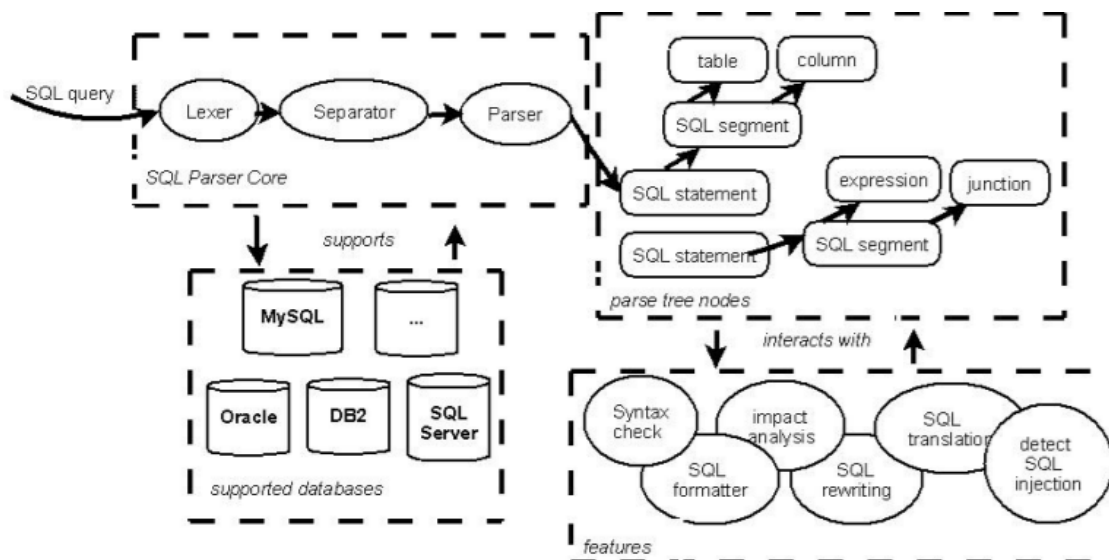 SQL query
Lexer
Separator
Parser
SQL Parser Core
table
column
SQL segment
SQL statement
expression
junction
SQL segment
SQL statement
parse tree nodes
supports
MySQL
...
Oracle
DB2
SQL
Server
supported databases
interacts with
Syntax
check
impact
analysis
SQL
translation
detect
SQL
injection
SQL
formatter
SQL
rewriting
features